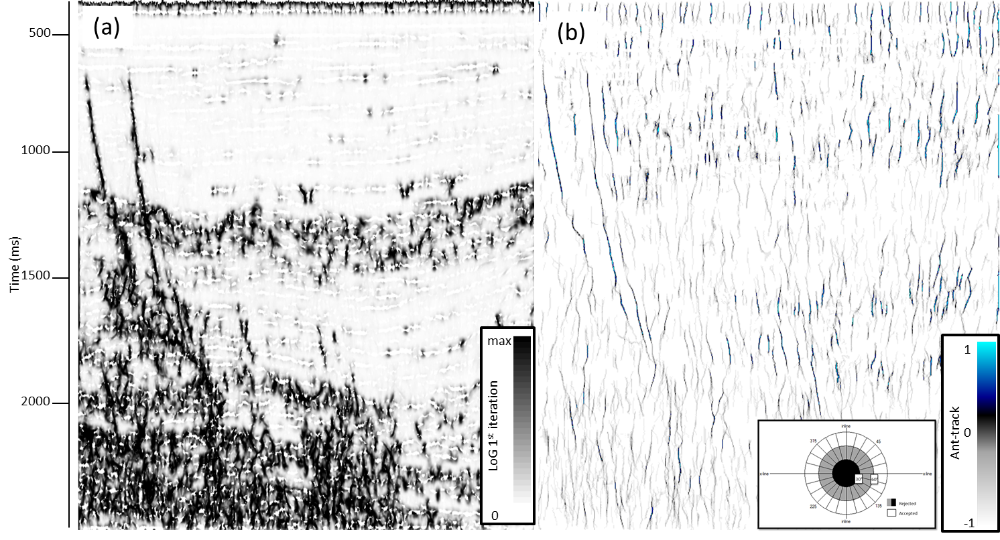 (a)
(b)
500
1000
1500
2000
Time (ms)
max
LoG 1st iteration
0
1
0
-1
Ant-track
inline
315
45
x-line
x-line
30°
60°
225
135
inline
Rejected
Accepted